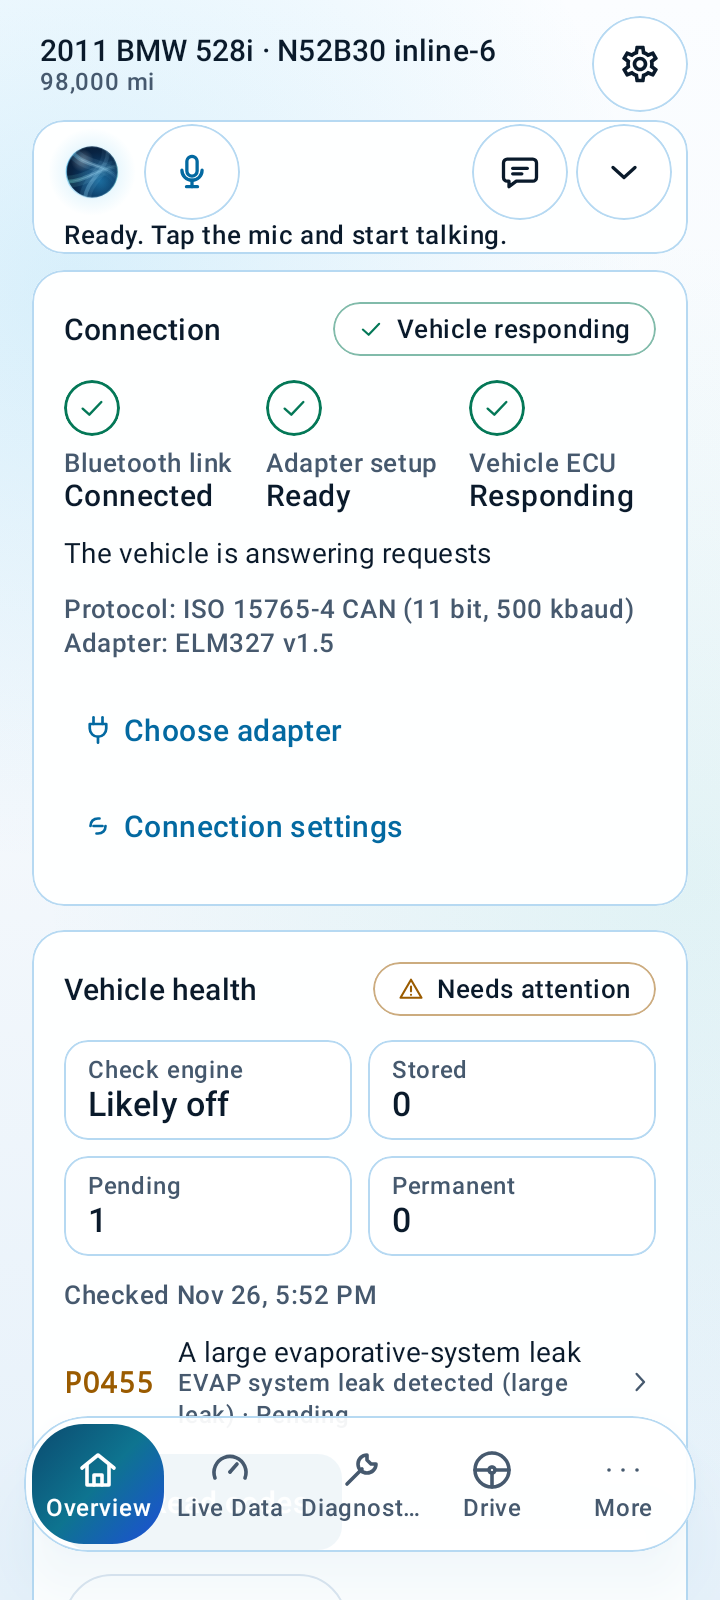 2011 BMW 528i · N52B30 inline-6
98,000 mi
Ready. Tap the mic and start talking.
Connection
Vehicle responding
Bluetooth link
Connected
Adapter setup
Ready
Vehicle ECU
Responding
The vehicle is answering requests
Protocol: ISO 15765-4 CAN (11 bit, 500 kbaud)
Adapter: ELM327 v1.5
Choose adapter
Connection settings
Vehicle health
Needs attention
Check engine
Likely off
Stored
0
Pending
1
Permanent
0
Checked Nov 26, 5:52 PM
P0455
A large evaporative-system leak
EVAP system leak detected (large
leak) · Pending
Overview
Live Data
Diagnost...
Drive
More